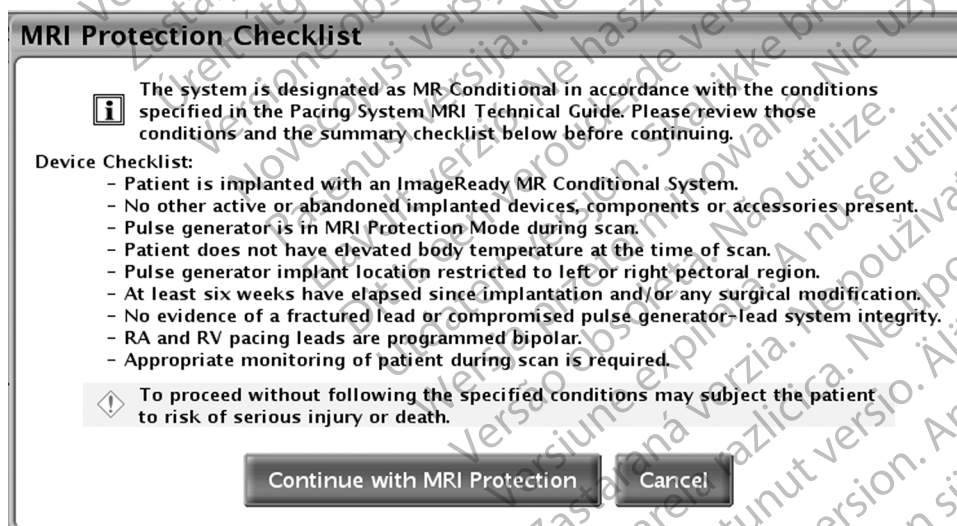 MRI Protection Checklist
The system is designated as MR Conditional in accordance with the conditions
specified in the Pacing System MRI Technical Guide. Please review those
conditions and the summary checklist below before continuing.
Device Checklist:
- Patient is implanted with an ImageReady MR Conditional System.
- No other active or abandoned implanted devices, components or accessories present.
- Pulse generator is in MRI Protection Mode during scan.
- Patient does not have elevated body temperature at the time of scan.
- Pulse generator implant location restricted to left or right pectoral region.
- At least six weeks have elapsed since implantation and/or any surgical modification.
- No evidence of a fractured lead or compromised pulse generator-lead system integrity.
- RA and RV pacing leads are programmed bipolar.
- Appropriate monitoring of patient during scan is required.
To proceed without following the specified conditions may subject the patient
to risk of serious injury or death.
Continue with MRI Protection
Cancel